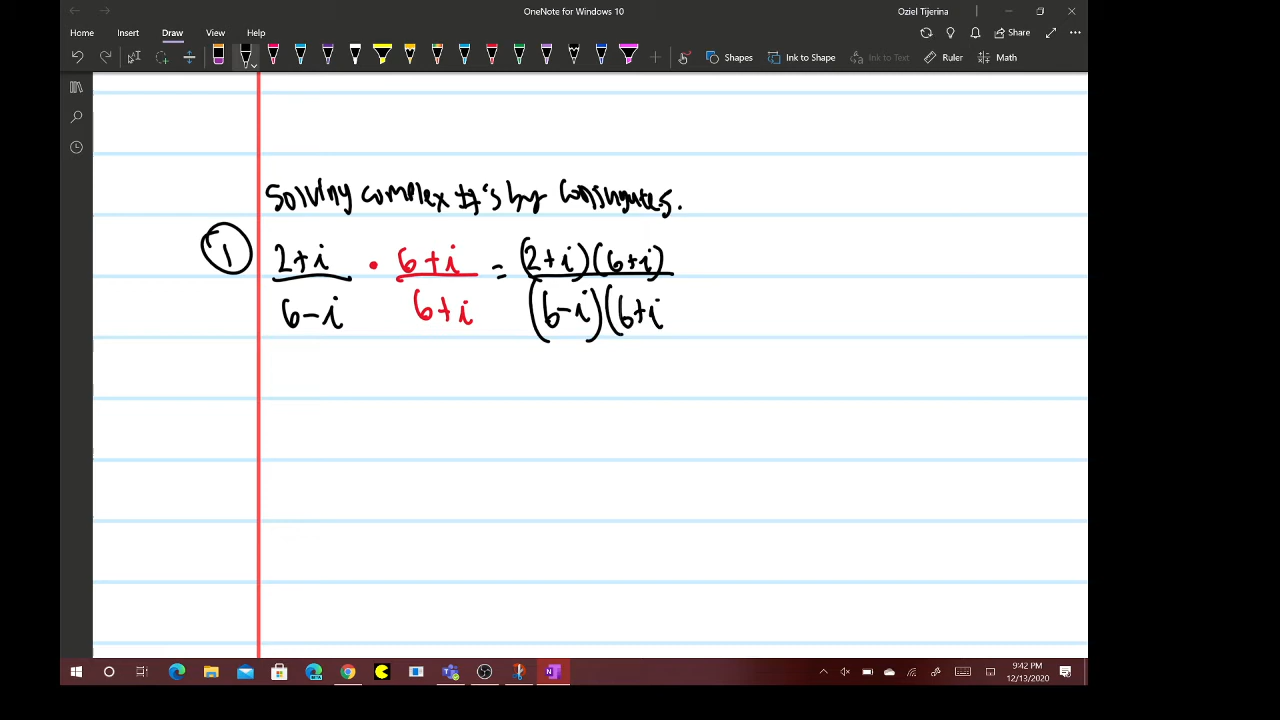 OneNote for Windows 10
Oziel Tijerina
Home Insert Draw View Help
Share
Shapes Ink to Shape Ink to Text Ruler Math
Solving complex #'s by conjugates.
1 2+i/6-i · 6+i/6+i = (2+i)(6+i)/(6-i)(6+i
9:42 PM
12/13/2020